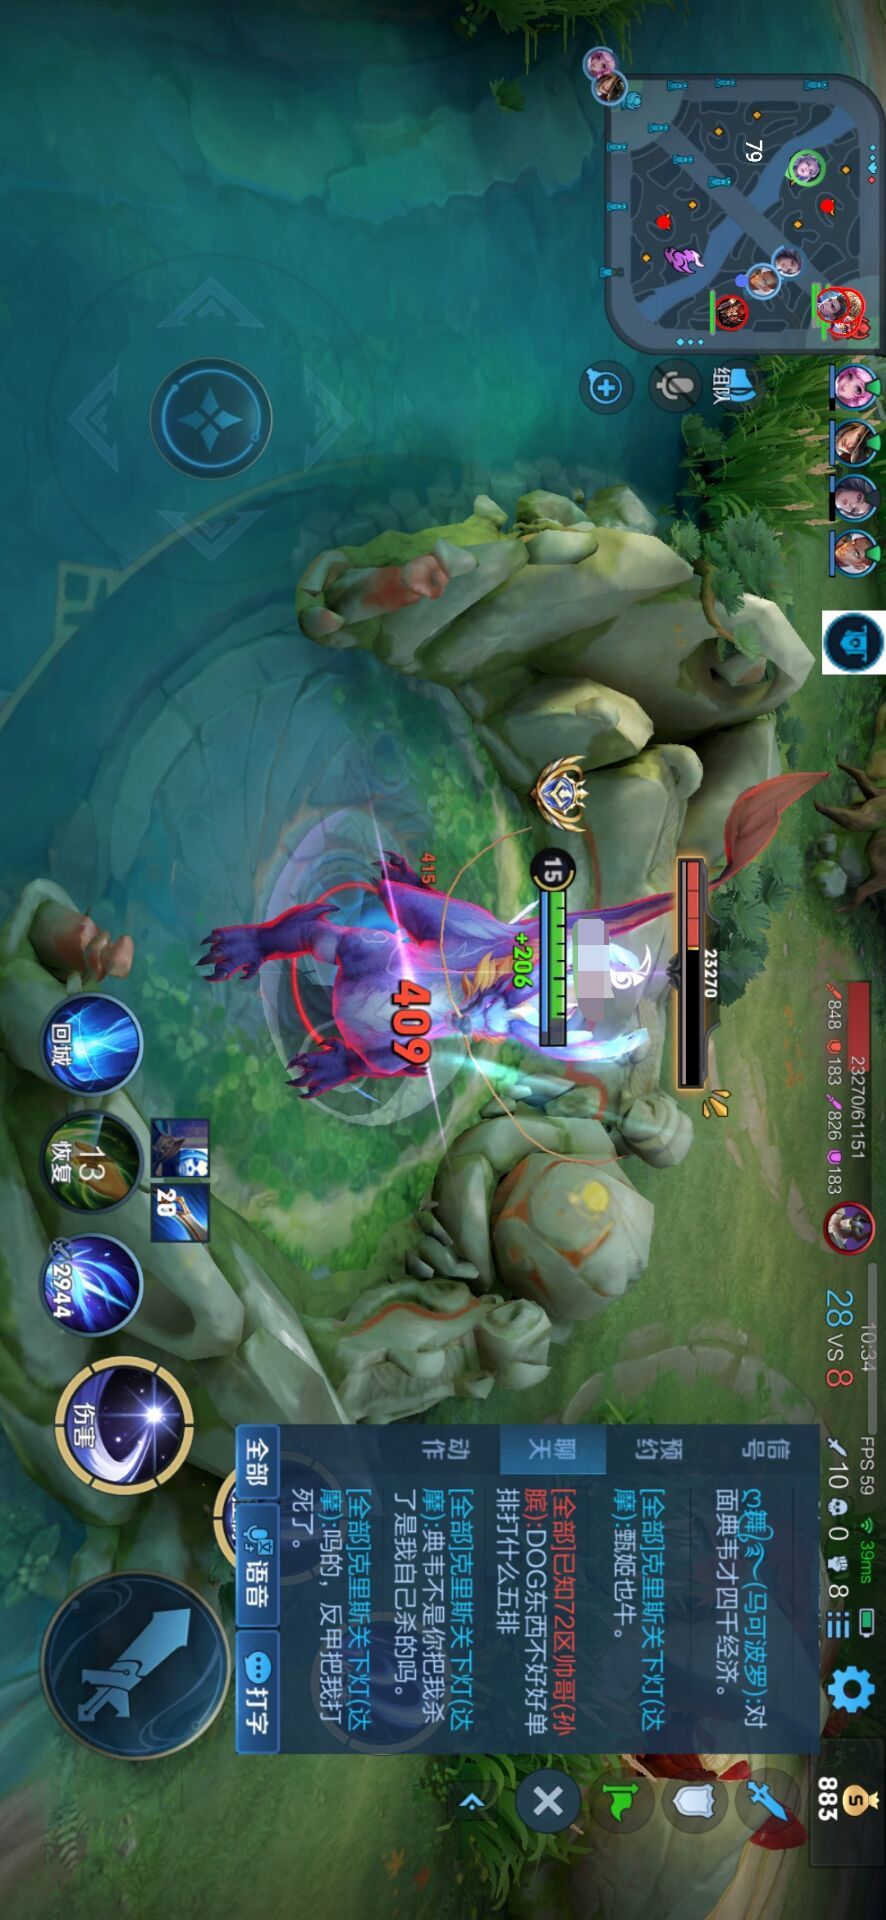 79
组队
23270/61151
848 183 826 183
28 VS 8
10:34
FPS 59
39ms
10 0 8
883
23270
15
+206
415
409
信号
预约
聊天
动作
ღ舞ジ~(马可波罗):对
面典韦才四千经济。
[全部]克里斯关下灯(达
摩):甄姬也牛。
[全部]已知72区帅哥(孙
膑):DOG东西不好好单
排打什么五排
[全部]克里斯关下灯(达
摩):典韦不是你把我杀
了是我自己杀的吗。
[全部]克里斯关下灯(达
摩):吗的，反甲把我打
死了。
全部
语音
打字
回城
13
恢复
20
2944
伤害